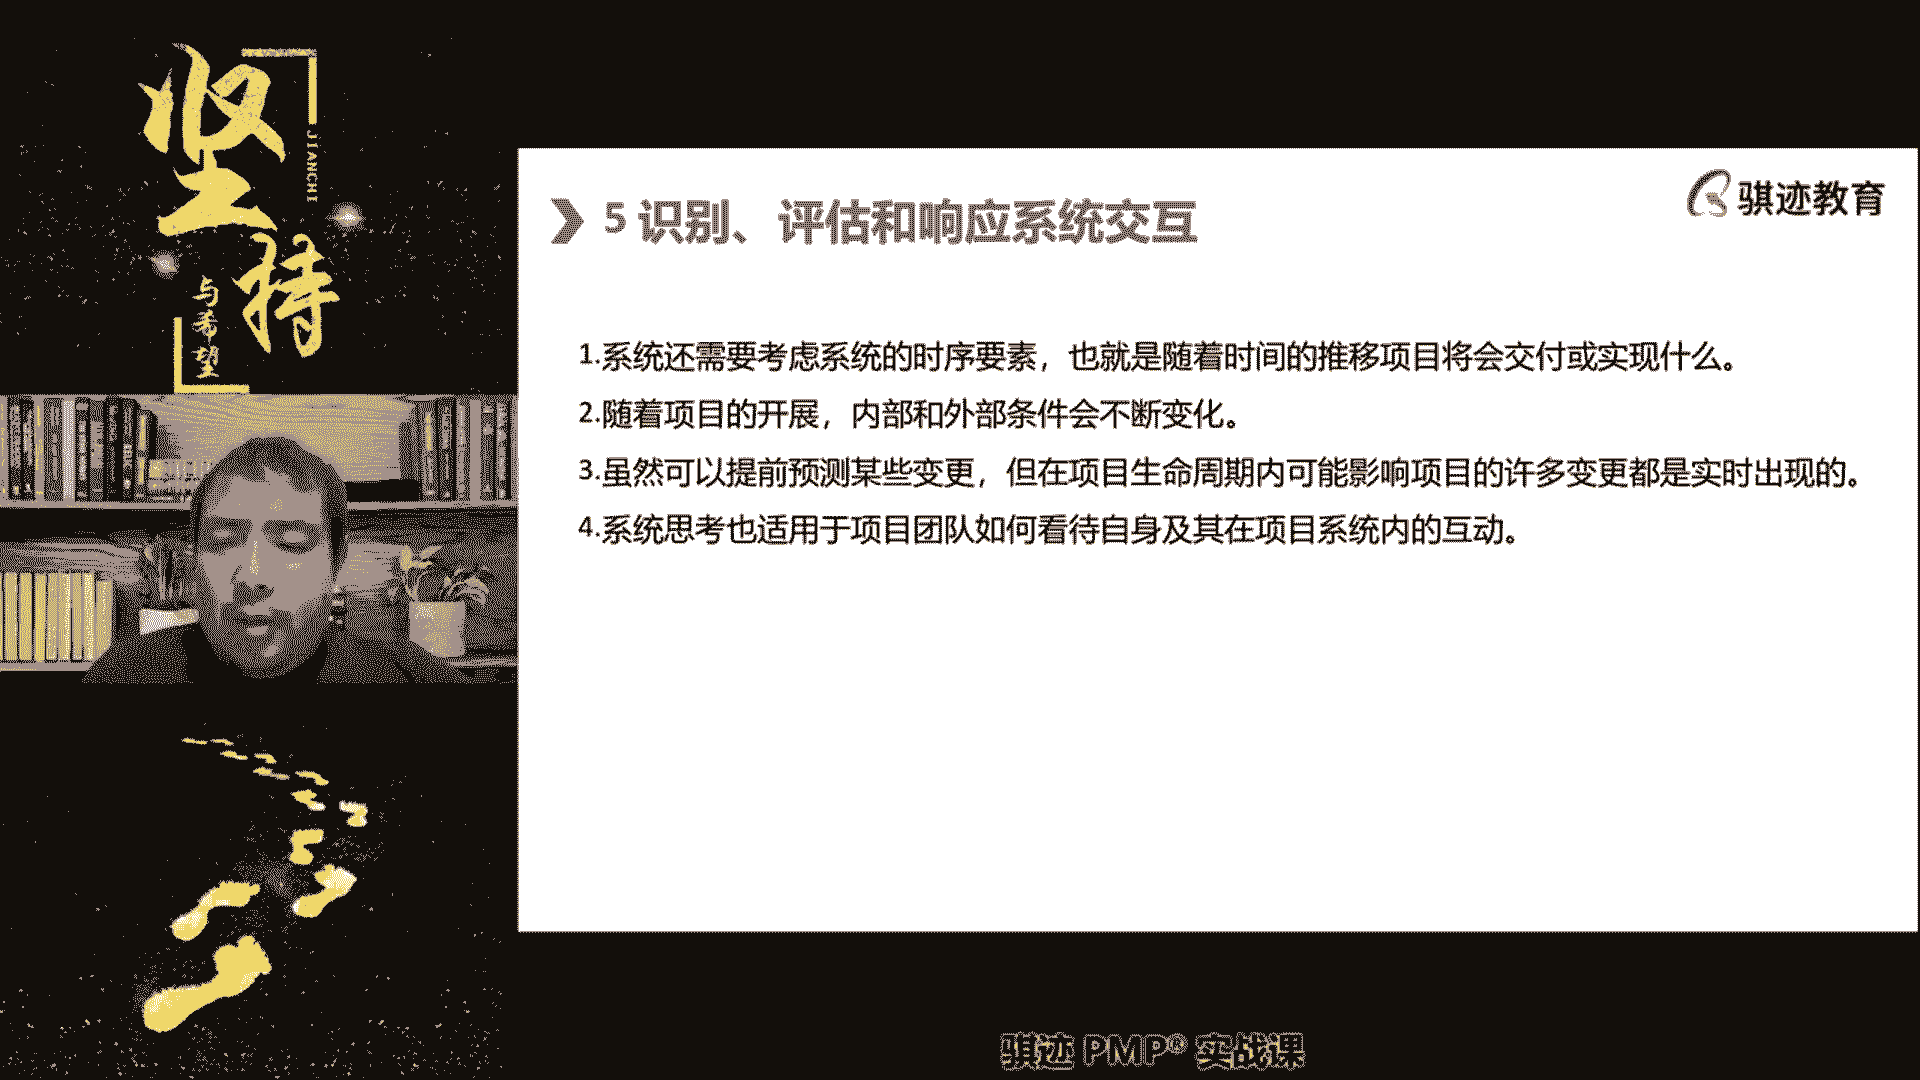 坚持
JIANCHI
与希望
骐迹教育
5 识别、评估和响应系统交互
1.系统还需要考虑系统的时序要素，也就是随着时间的推移项目将会交付或实现什么。
2.随着项目的开展，内部和外部条件会不断变化。
3.虽然可以提前预测某些变更，但在项目生命周期内可能影响项目的许多变更都是实时出现的。
4.系统思考也适用于项目团队如何看待自身及其在项目系统内的互动。
骐迹 PMP® 实战课